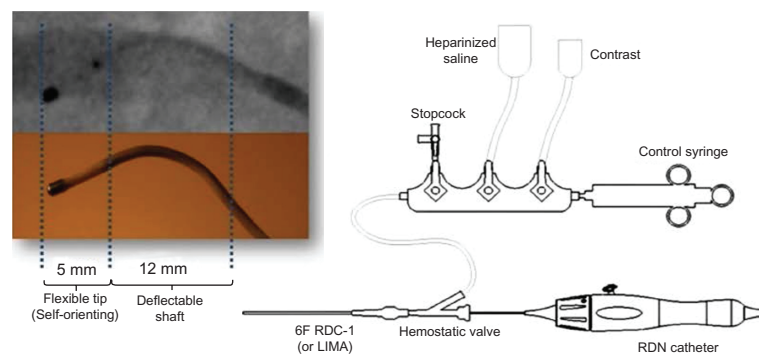 Heparinized
saline
Contrast
Stopcock
Control syringe
5 mm
12 mm
Flexible tip
(Self-orienting)
Deflectable
shaft
6F RDC-1
(or LIMA)
Hemostatic valve
RDN catheter